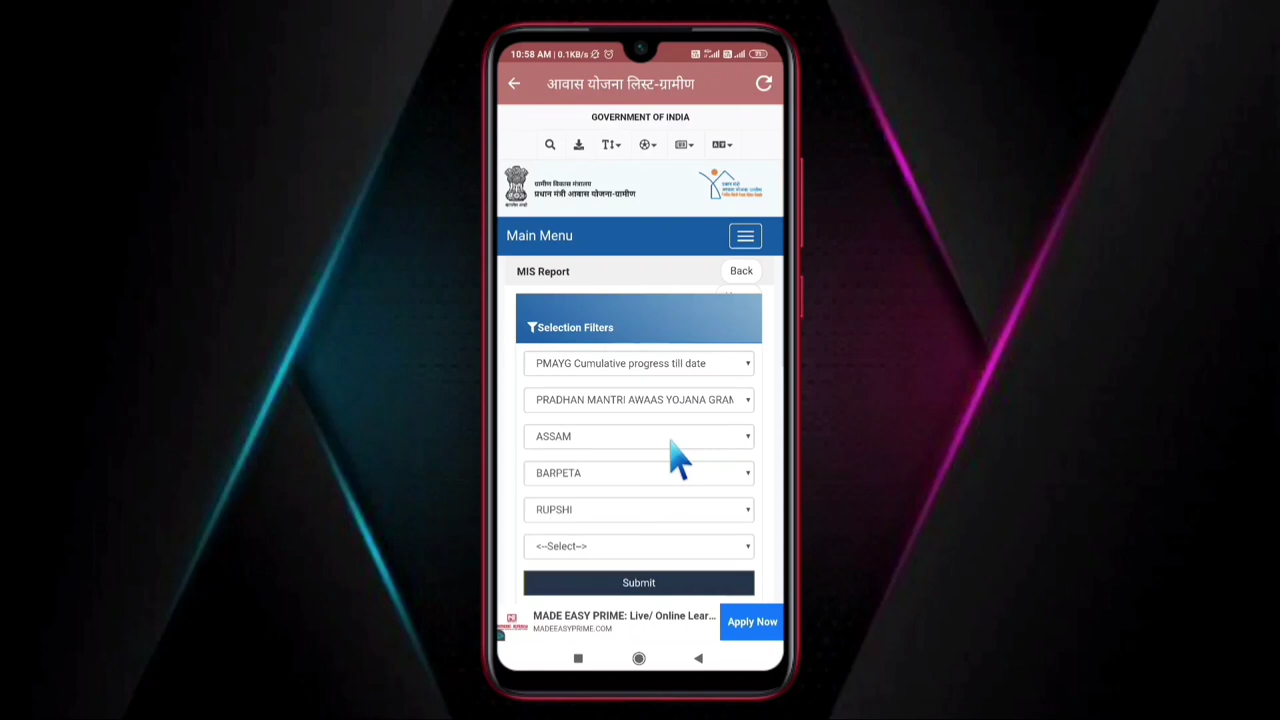 10:58 AM | 0.1KB/s
आवास योजना लिस्ट-ग्रामीण
GOVERNMENT OF INDIA
ग्रामीण विकास मंत्रालय
प्रधान मंत्री आवास योजना-ग्रामीण
Main Menu
MIS Report
Back
Selection Filters
PMAYG Cumulative progress till date
PRADHAN MANTRI AWAAS YOJANA GRAM
ASSAM
BARPETA
RUPSHI
<--Select-->
Submit
MADE EASY PRIME: Live/ Online Lear...
MADEEASYPRIME.COM
Apply Now